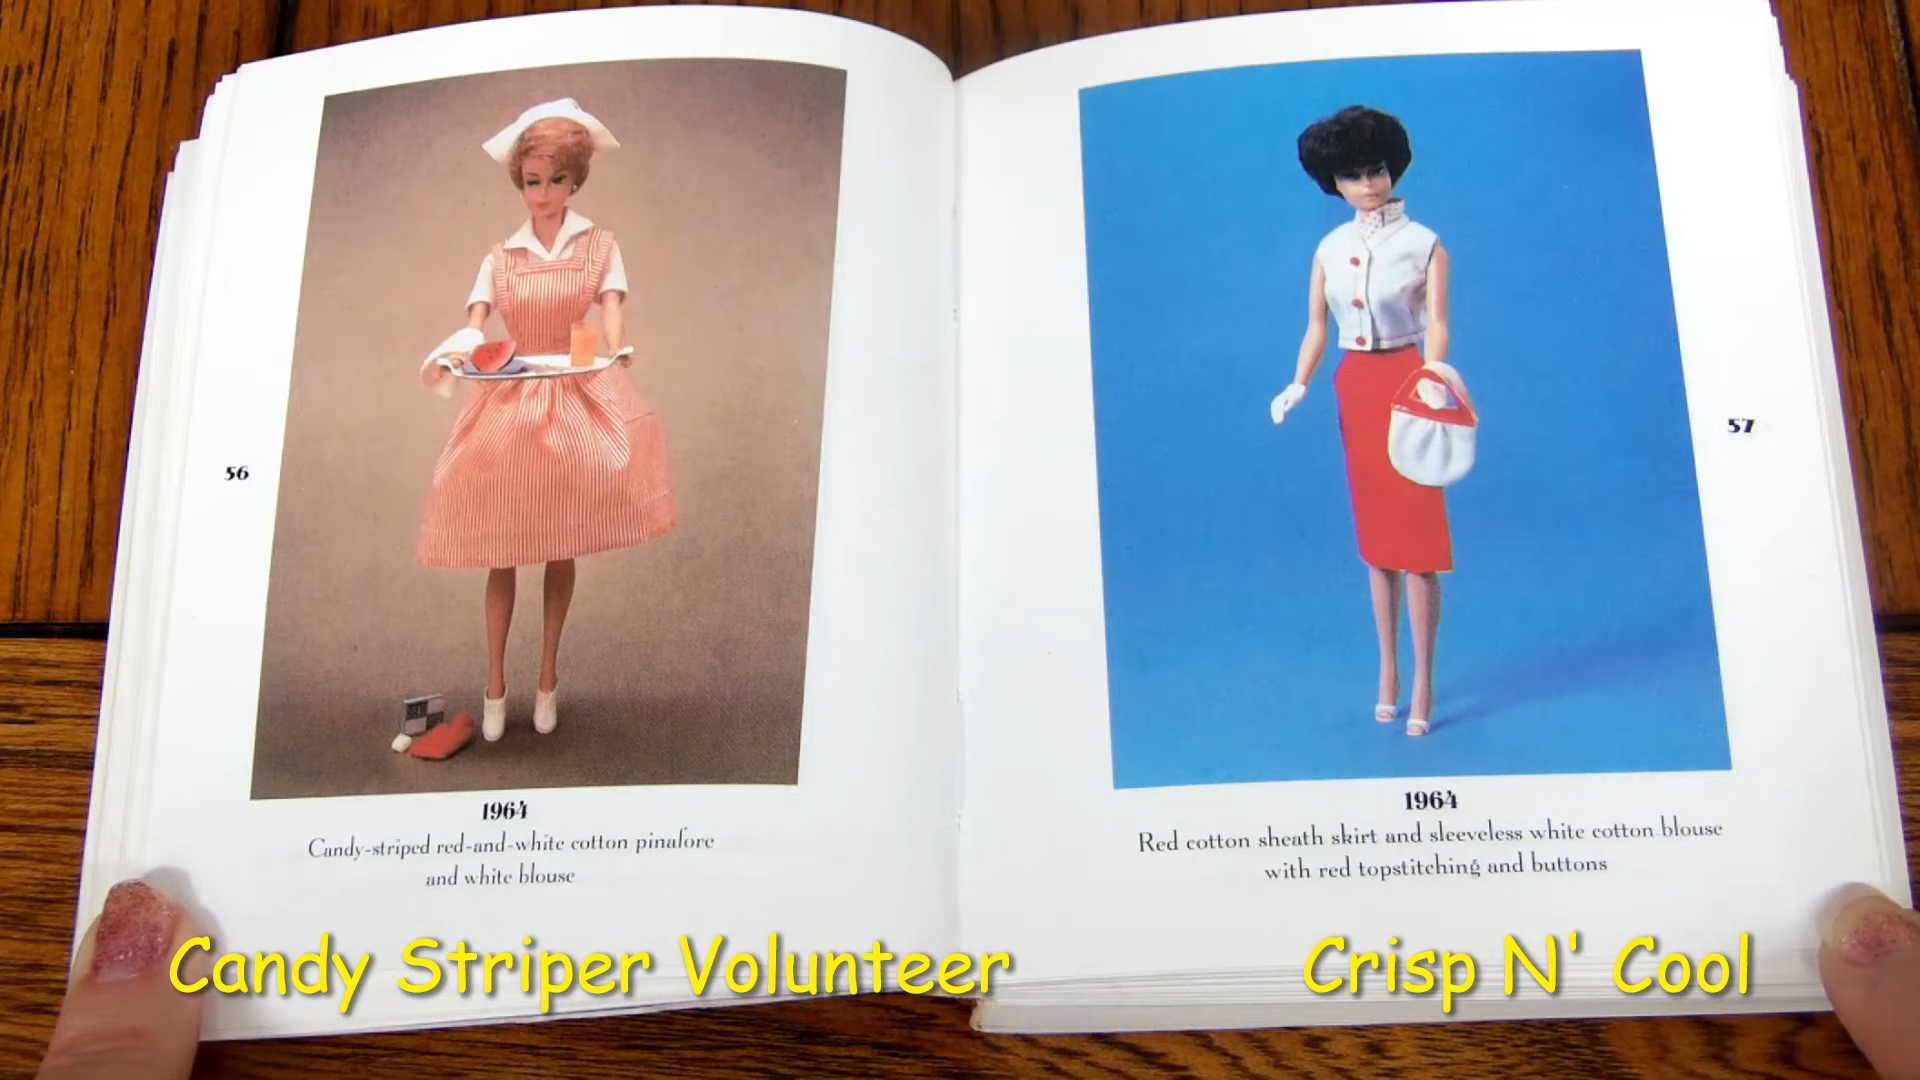 56
1964
Candy-striped red-and-white cotton pinafore
and white blouse
57
1964
Red cotton sheath skirt and sleeveless white cotton blouse
with red topstitching and buttons
Candy Striper Volunteer
Crisp N' Cool